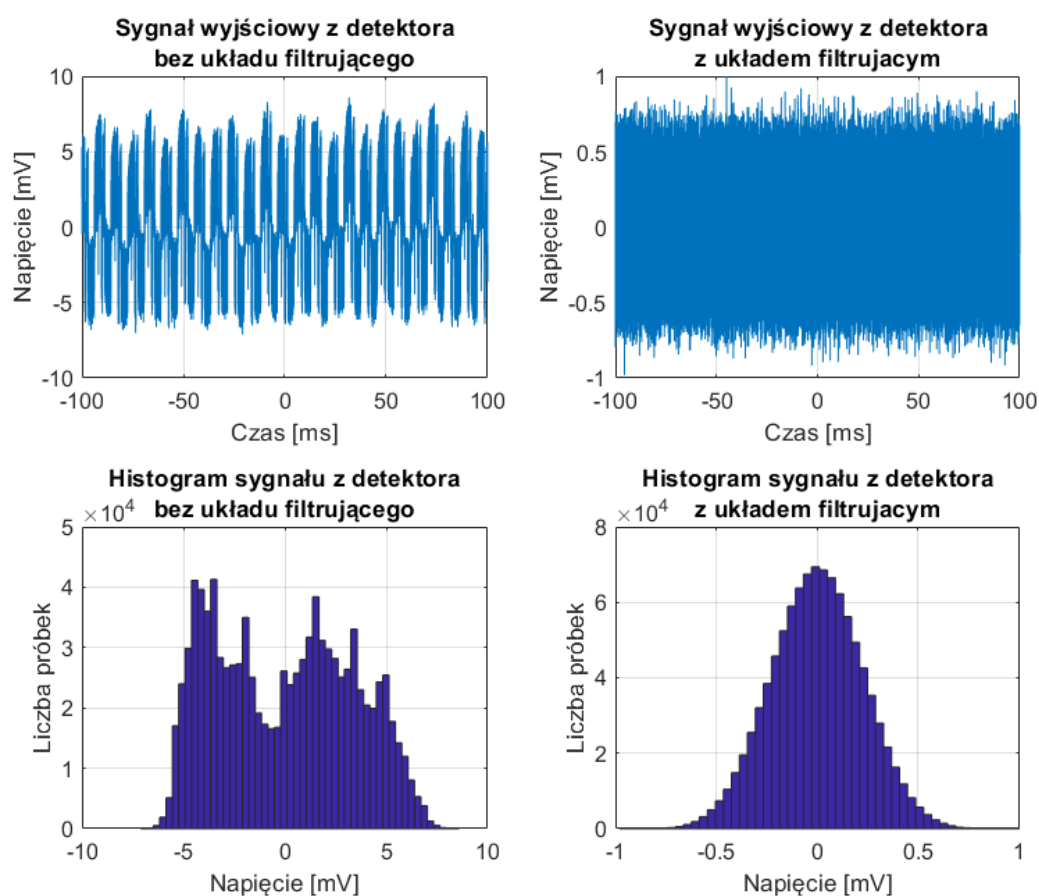 Sygnał wyjściowy z detektora
bez układu filtrującego
10
5
0
-5
-10
Napięcie [mV]
-100
-50
0
50
100
Czas [ms]
Sygnał wyjściowy z detektora
z układem filtrujacym
1
0.5
0
-0.5
-1
Napięcie [mV]
-100
-50
0
50
100
Czas [ms]
Histogram sygnału z detektora
bez układu filtrującego
×10^4
5
4
3
2
1
0
Liczba próbek
-10
-5
0
5
10
Napięcie [mV]
Histogram sygnału z detektora
z układem filtrujacym
×10^4
8
6
4
2
0
Liczba próbek
-1
-0.5
0
0.5
1
Napięcie [mV]